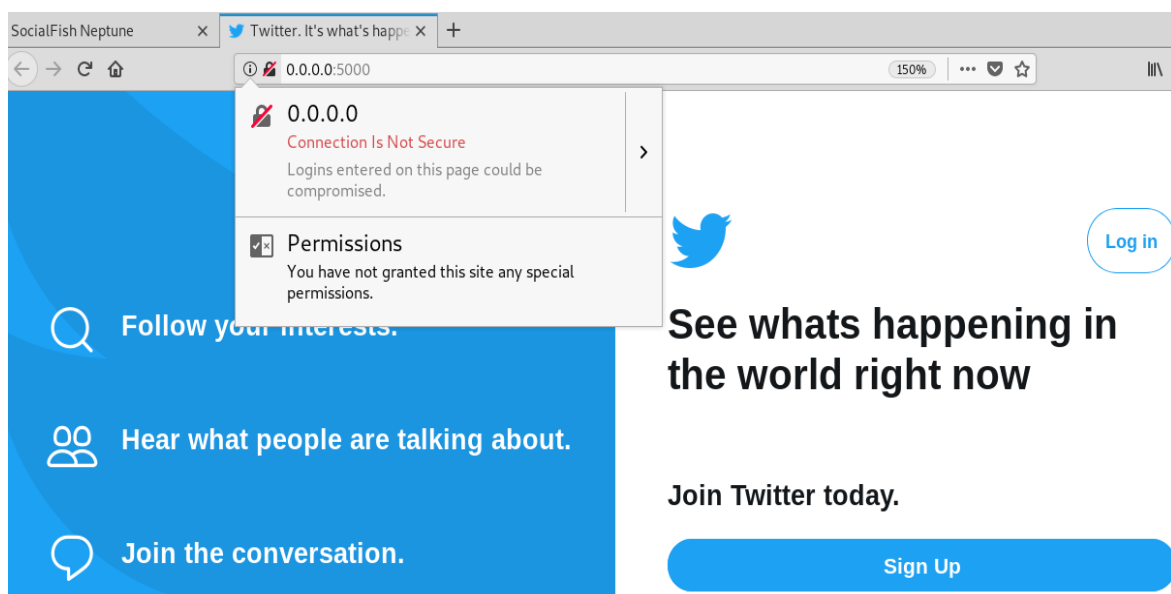 SocialFish Neptune
Twitter. It's what's happe
0.0.0.0:5000
150%
0.0.0.0
Connection Is Not Secure
Logins entered on this page could be
compromised.
Permissions
You have not granted this site any special
permissions.
Follow your interests.
Hear what people are talking about.
Join the conversation.
Log in
See whats happening in
the world right now
Join Twitter today.
Sign Up